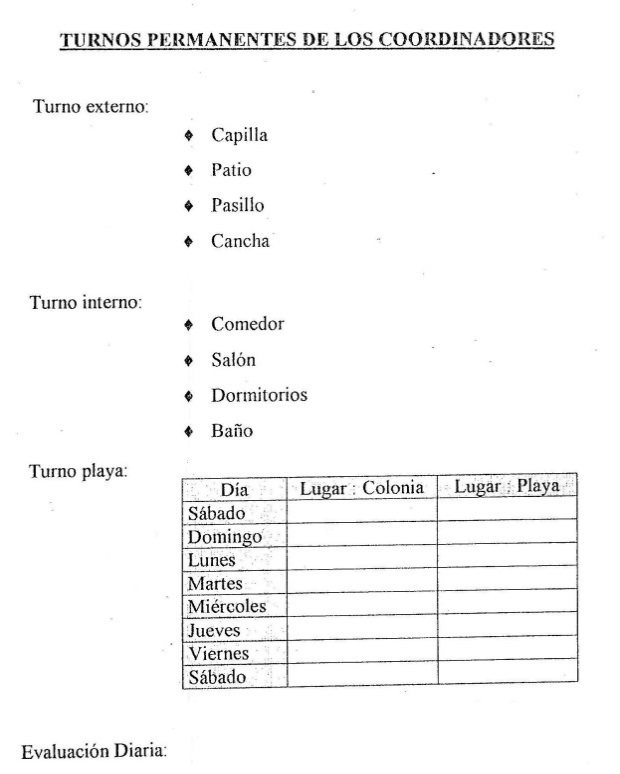 TURNOS PERMANENTES DE LOS COORDINADORES
Turno externo:
Capilla
Patio
Pasillo
Cancha
Turno interno:
Comedor
Salón
Dormitorios
Baño
Turno playa:
Día Lugar : Colonia Lugar : Playa
Sábado
Domingo
Lunes
Martes
Miércoles
Jueves
Viernes
Sábado
Evaluación Diaria: